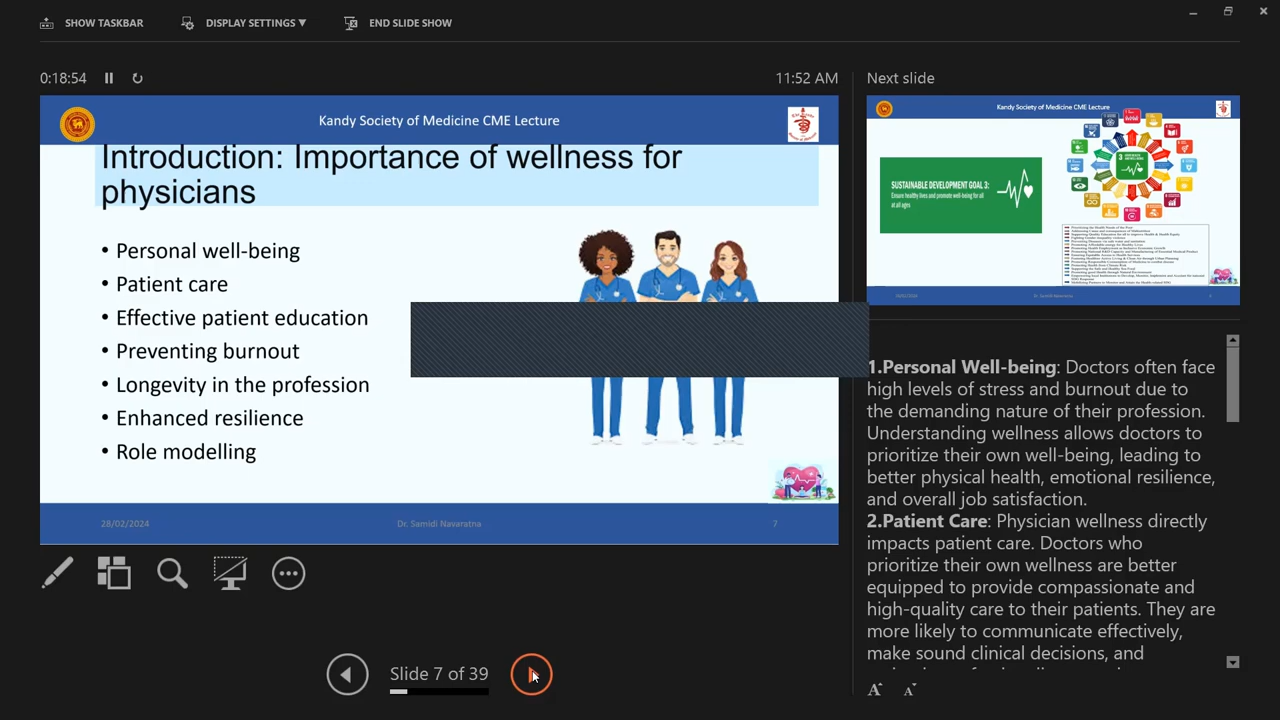 SHOW TASKBAR
DISPLAY SETTINGS ▼
END SLIDE SHOW
0:18:54
11:52 AM
Kandy Society of Medicine CME Lecture
Introduction: Importance of wellness for
physicians
• Personal well-being
• Patient care
• Effective patient education
• Preventing burnout
• Longevity in the profession
• Enhanced resilience
• Role modelling
28/02/2024
Dr. Samidi Navaratna
7
Slide 7 of 39
Next slide
Kandy Society of Medicine CME Lecture
SUSTAINABLE DEVELOPMENT GOAL 3:
Ensure healthy lives and promote well-being for all
at all ages
Dr. Samidi Navaratna
1.Personal Well-being: Doctors often face
high levels of stress and burnout due to
the demanding nature of their profession.
Understanding wellness allows doctors to
prioritize their own well-being, leading to
better physical health, emotional resilience,
and overall job satisfaction.
2.Patient Care: Physician wellness directly
impacts patient care. Doctors who
prioritize their own wellness are better
equipped to provide compassionate and
high-quality care to their patients. They are
more likely to communicate effectively,
make sound clinical decisions, and
A A